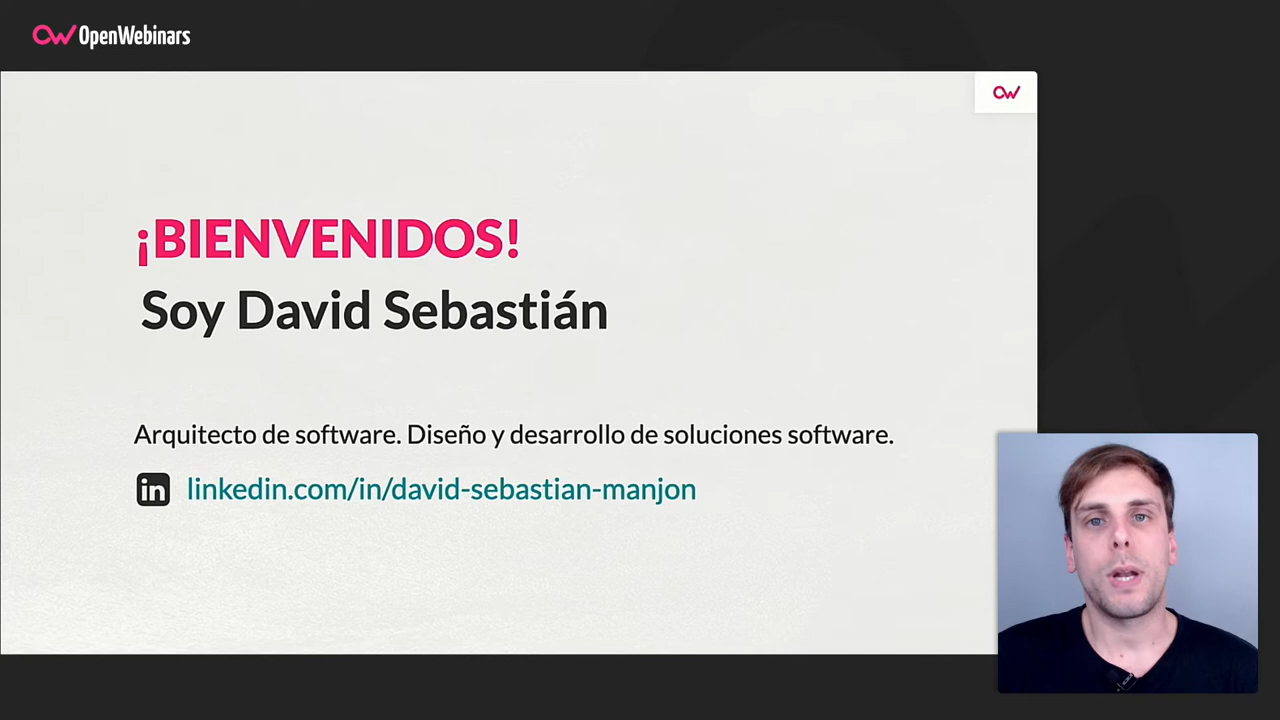 OpenWebinars
¡BIENVENIDOS!
Soy David Sebastián
Arquitecto de software. Diseño y desarrollo de soluciones software.
in linkedin.com/in/david-sebastian-manjon